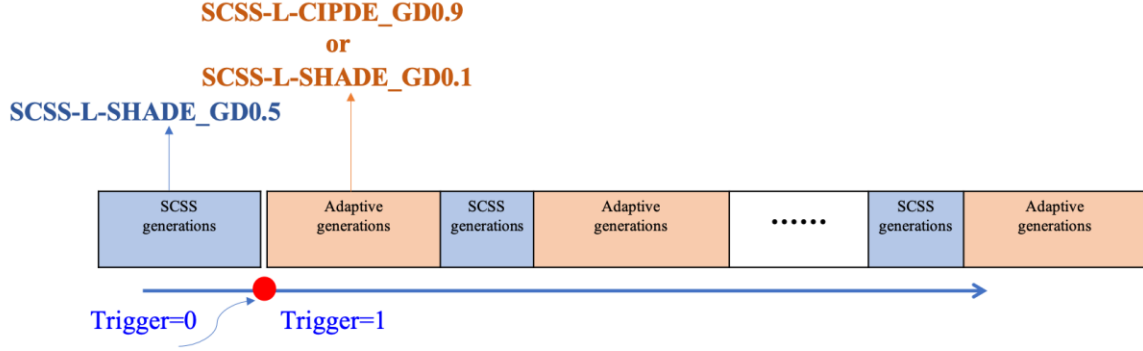 SCSS-L-CIPDE_GD0.9
or
SCSS-L-SHADE_GD0.1
SCSS-L-SHADE_GD0.5
SCSS
generations
Adaptive
generations
SCSS
generations
Adaptive
generations
......
SCSS
generations
Adaptive
generations
Trigger=0
Trigger=1